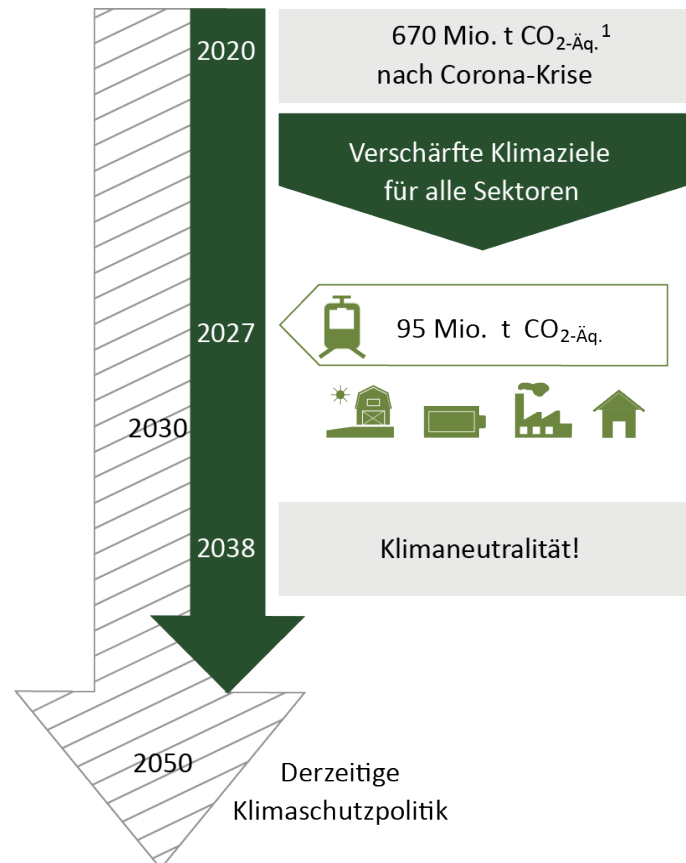 2020
670 Mio. t CO2-Äq.1
nach Corona-Krise
Verschärfte Klimaziele
für alle Sektoren
2027
95 Mio. t CO2-Äq.
2030
2038
Klimaneutralität!
2050
Derzeitige
Klimaschutzpolitik